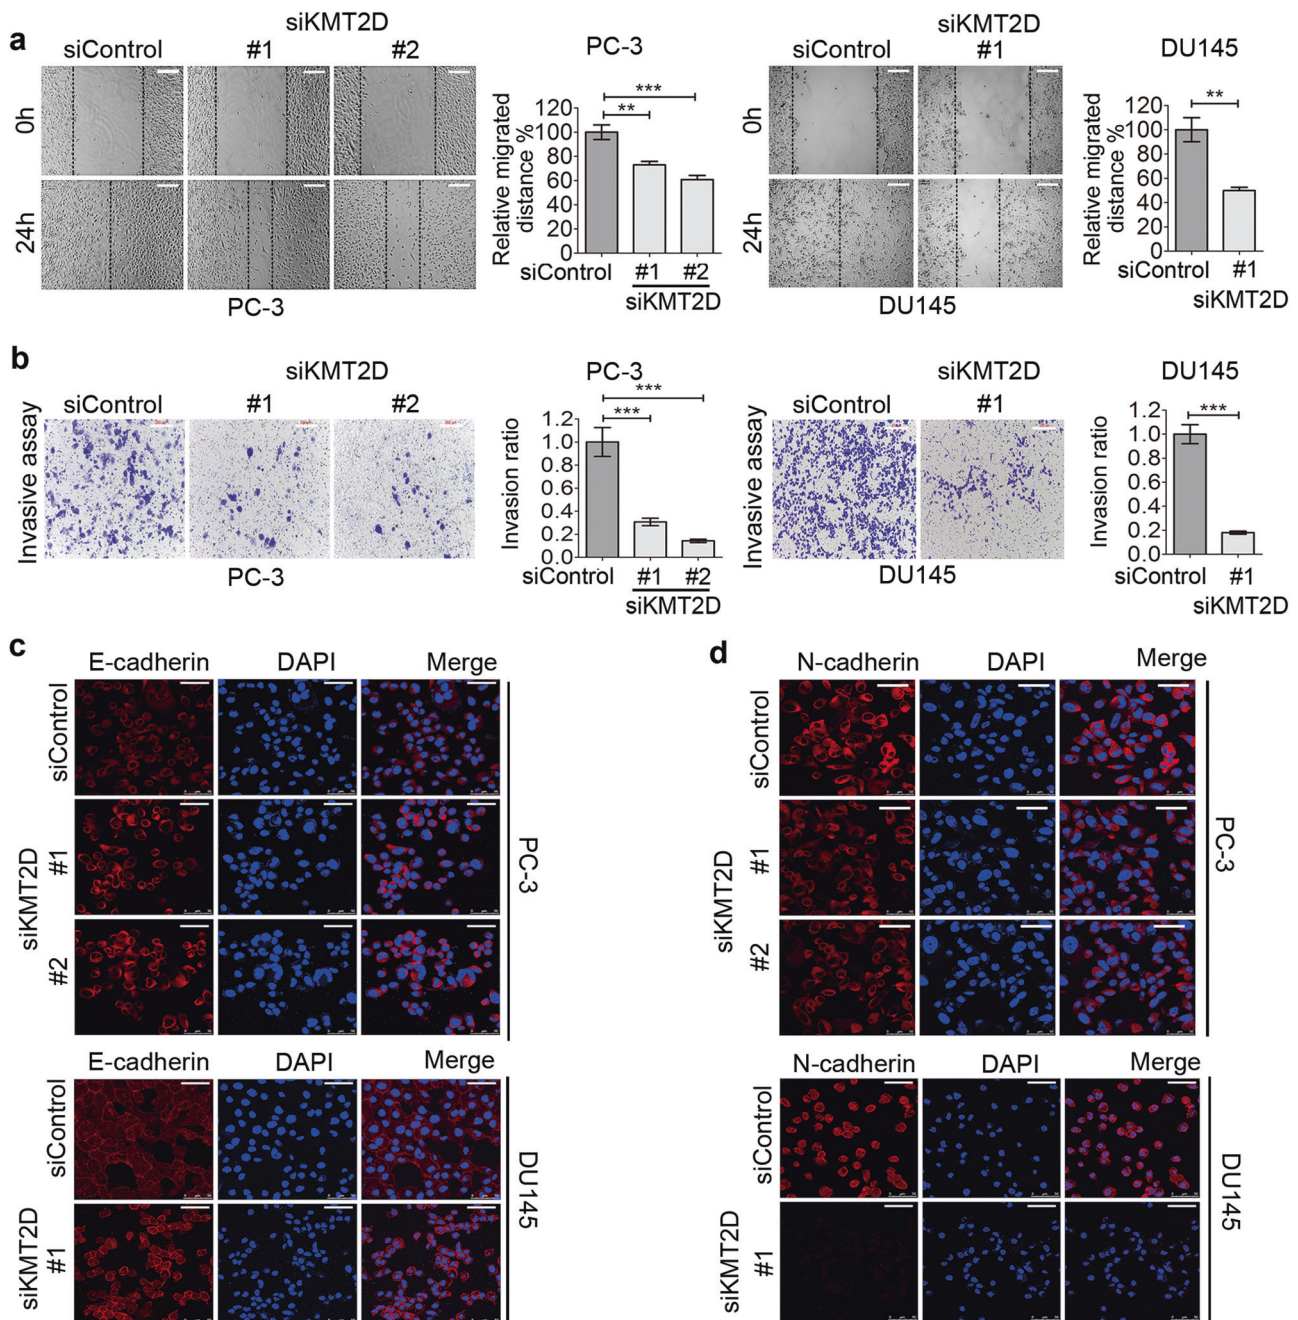 a
siKMT2D
siControl
#1
#2
0h
24h
PC-3
PC-3
Relative migrated
distance %
120
100
80
60
40
20
0
**
***
siControl
#1
#2
siKMT2D
siKMT2D
siControl
#1
0h
24h
DU145
DU145
Relative migrated
distance %
120
100
80
60
40
20
0
**
siControl
#1
siKMT2D
b
siKMT2D
siControl
#1
#2
Invasive assay
PC-3
PC-3
Invasion ratio
1.2
1.0
0.8
0.6
0.4
0.2
0.0
***
***
siControl
#1
#2
siKMT2D
siKMT2D
siControl
#1
Invasive assay
DU145
DU145
Invasion ratio
1.2
1.0
0.8
0.6
0.4
0.2
0.0
***
siControl
#1
siKMT2D
c
E-cadherin
DAPI
Merge
siControl
siKMT2D
#1
#2
PC-3
E-cadherin
DAPI
Merge
siControl
siKMT2D
#1
DU145
d
N-cadherin
DAPI
Merge
siControl
siKMT2D
#1
#2
PC-3
N-cadherin
DAPI
Merge
siControl
siKMT2D
#1
DU145